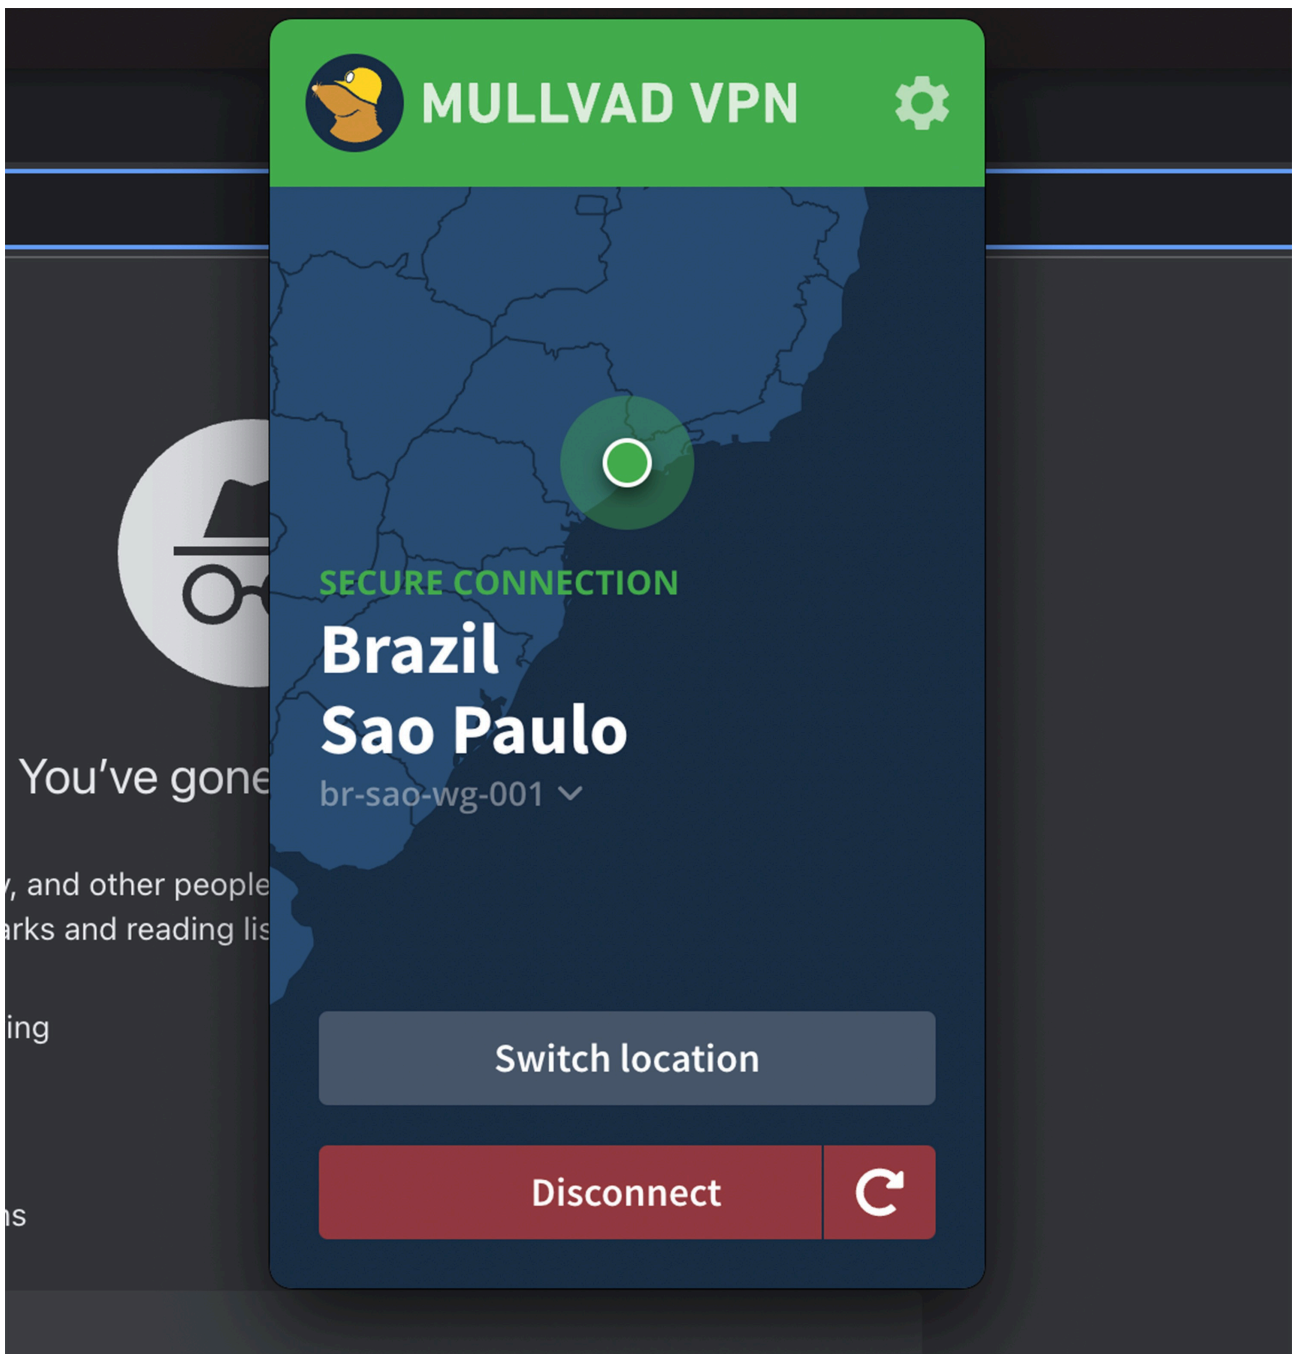 MULLVAD VPN
SECURE CONNECTION
Brazil
Sao Paulo
br-sao-wg-001
You've gone
, and other people
arks and reading lis
ing
ns
Switch location
Disconnect